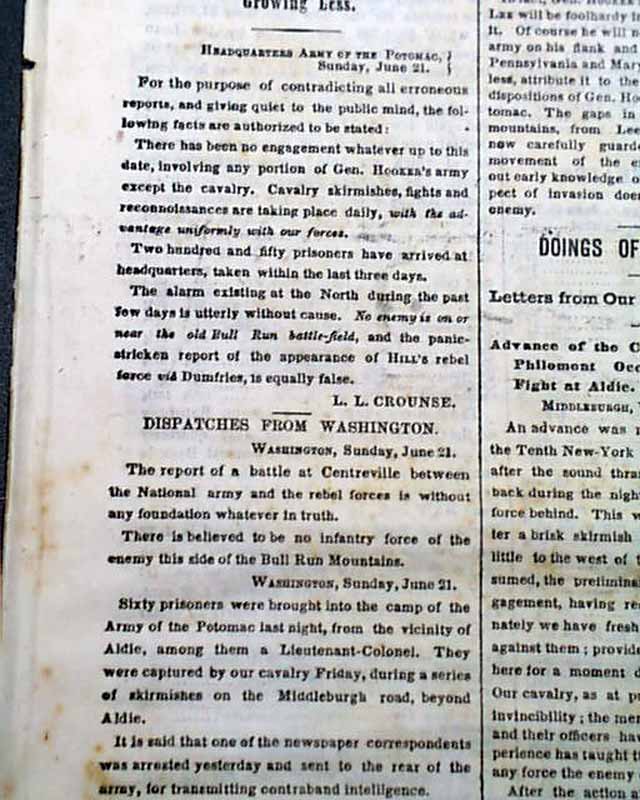 Growing Less.
HEADQUARTERS ARMY OF THE POTOMAC,
Sunday, June 21.
For the purpose of contradicting all erroneous
reports, and giving quiet to the public mind, the fol-
lowing facts are authorized to be stated:
There has been no engagement whatever up to this
date, involving any portion of Gen. HOOKER's army
except the cavalry. Cavalry skirmishes, fights and
reconnoissances are taking place daily, with the ad-
vantage uniformly with our forces.
Two hundred and fifty prisoners have arrived at
headquarters, taken within the last three days.
The alarm existing at the North during the past
few days is utterly without cause. No enemy is on or
near the old Bull Run battle-field, and the panic-
stricken report of the appearance of HILL's rebel
force via Dumfries, is equally false.
L. L. CROUNSE.
DISPATCHES FROM WASHINGTON.
WASHINGTON, Sunday, June 21.
The report of a battle at Centreville between
the National army and the rebel forces is without
any foundation whatever in truth.
There is believed to be no infantry force of the
enemy this side of the Bull Run Mountains.
WASHINGTON, Sunday, June 21.
Sixty prisoners were brought into the camp of the
Army of the Potomac last night, from the vicinity of
Aldie, among them a Lieutenant-Colonel. They
were captured by our cavalry Friday, during a series
of skirmishes on the Middleburgh road, beyond
Aldie.
It is said that one of the newspaper correspondents
was arrested yesterday and sent to the rear of the
army, for transmitting contraband intelligence.
LEE will be foolhardy
it. Of course he will n
army on his flank and
Pennsylvania and Mary
less, attribute it to the
dispositions of Gen. Ho
tomac. The gaps in
mountains, from Lee
now carefully guard
movement of the e
out early knowledge o
pect of invasion doe
enemy.
DOINGS OF
Letters from Our
Advance of the C
Philomont Occ
Fight at Aldie.
MIDDLEBURGH,
An advance was
the Tenth New-York
after the sound thra
back during the nigh
force behind. This w
ter a brisk skirmish
little to the west of t
sumed, the preliminar
gagement, having re
nately we have fresh
against them; provide
here for a moment d
Our cavalry, as at p
invincibility; the men
and their officers hav
perience has taught t
any force the enemy
After the action a